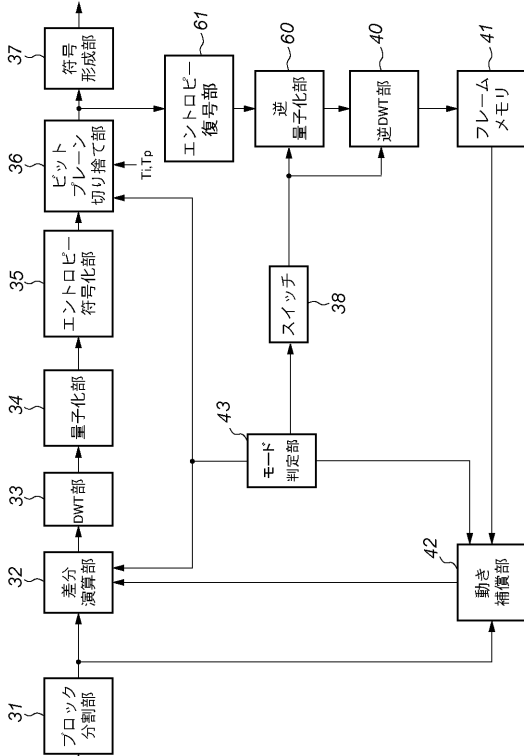 31
ブロック
分割部
32
差分
演算部
33
DWT部
34
量子化部
35
エントロピー
符号化部
36
ビット
プレーン
切り捨て部
Ti,Tp
37
符号
形成部
61
エントロピー
復号部
60
逆
量子化部
40
逆DWT部
41
フレーム
メモリ
スイッチ
38
43
モード
判定部
42
動き
補償部